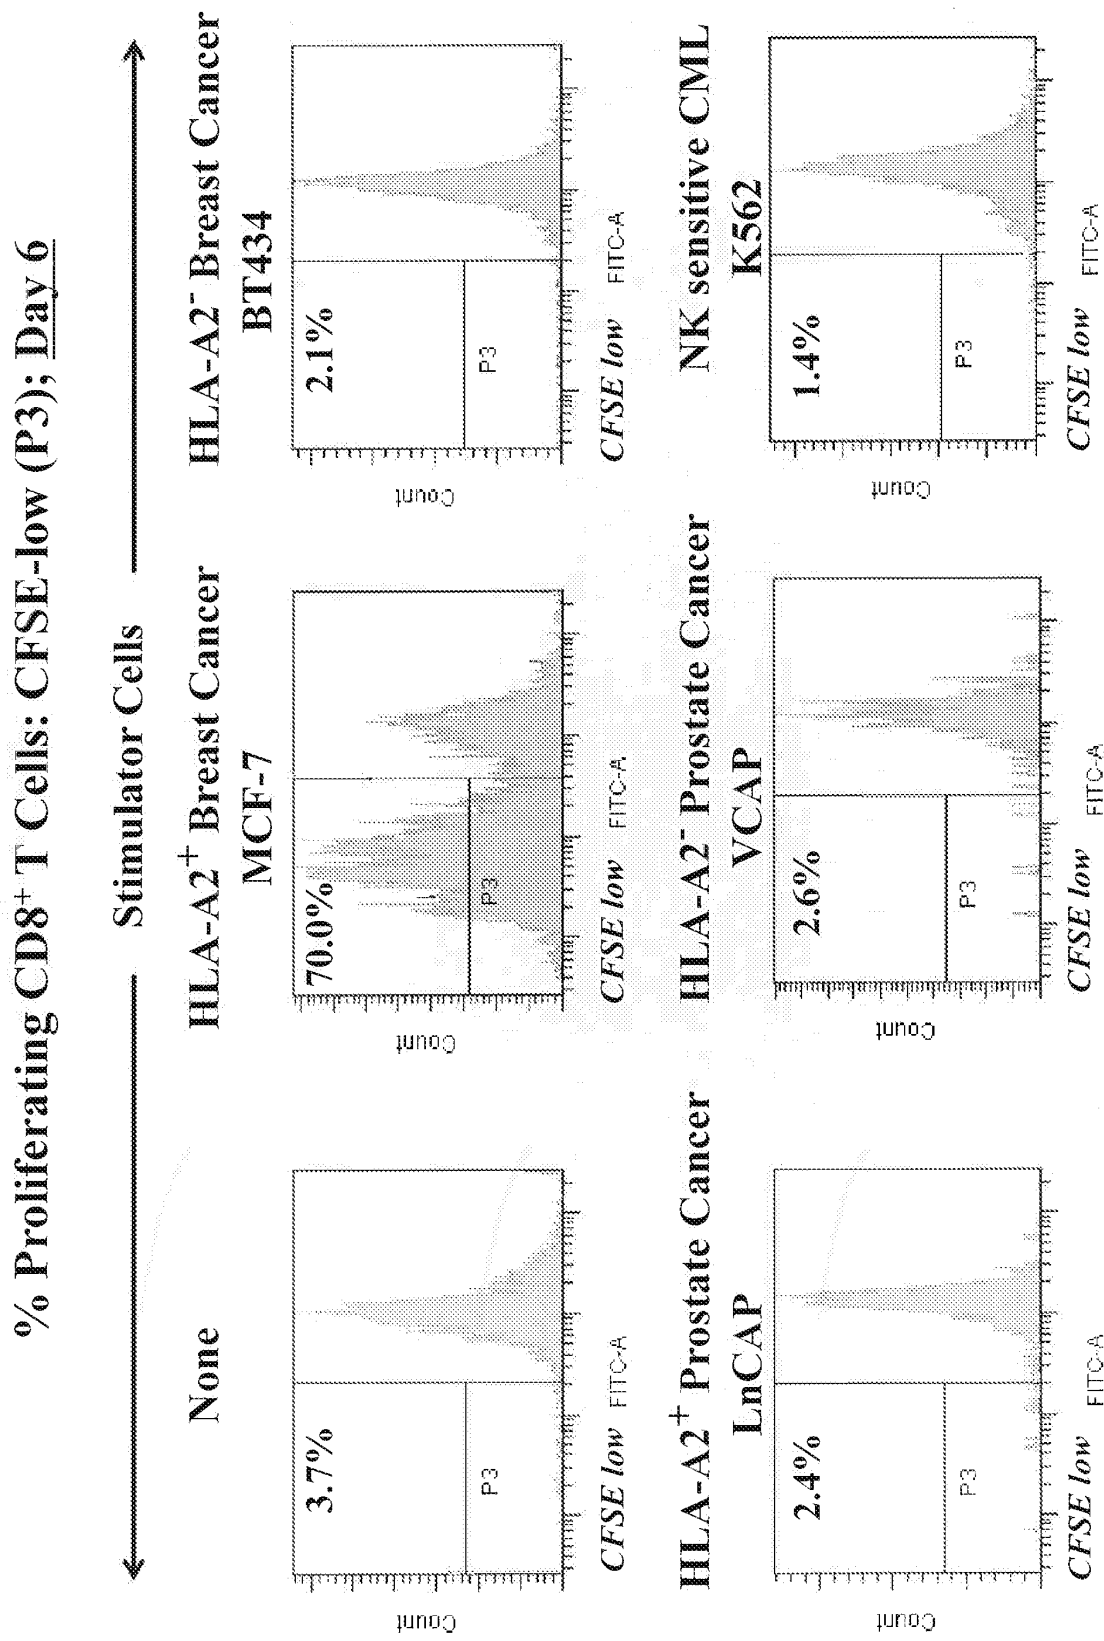 % Proliferating CD8⁺ T Cells: CFSE-low (P3); Day 6
Stimulator Cells
None
3.7%
P3
Count
CFSE low FITC-A
HLA-A2⁺ Breast Cancer
MCF-7
70.0%
P3
Count
CFSE low FITC-A
HLA-A2⁻ Breast Cancer
BT434
2.1%
P3
Count
CFSE low FITC-A
HLA-A2⁺ Prostate Cancer
LnCAP
2.4%
P3
Count
CFSE low FITC-A
HLA-A2⁻ Prostate Cancer
VCAP
2.6%
P3
Count
CFSE low FITC-A
NK sensitive CML
K562
1.4%
P3
Count
CFSE low FITC-A